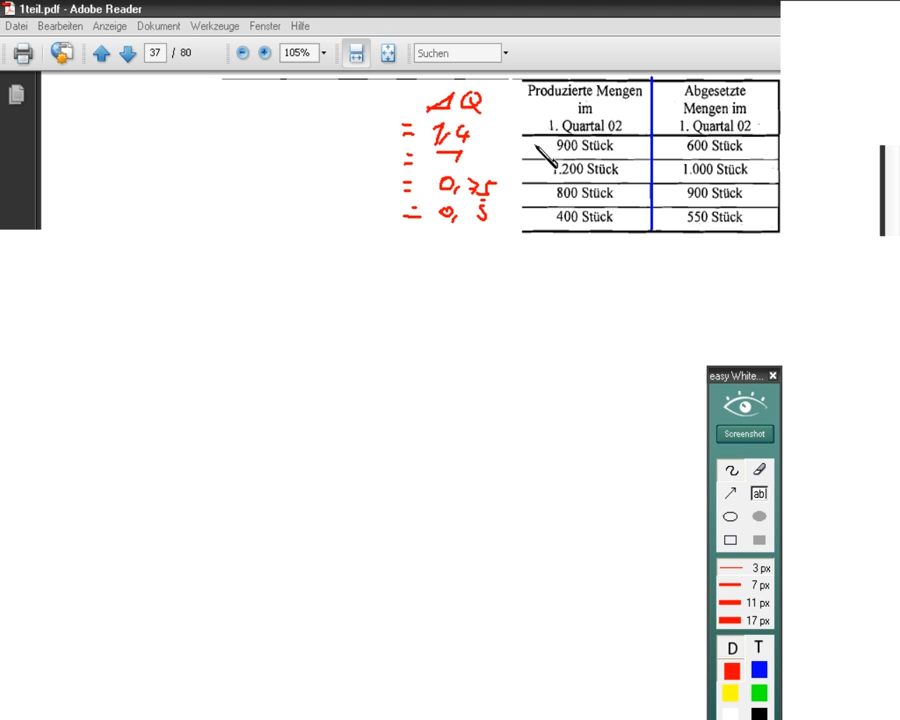 1teil.pdf - Adobe Reader
Datei Bearbeiten Anzeige Dokument Werkzeuge Fenster Hilfe
37 / 80 105% Suchen
Δ Q
= 1,4
= 1
= 0,75
= 0,5
Produzierte Mengen
im
1. Quartal 02
Abgesetzte
Mengen im
1. Quartal 02
900 Stück 600 Stück
1.200 Stück 1.000 Stück
800 Stück 900 Stück
400 Stück 550 Stück
easy White...
Screenshot
ab
3 px
7 px
11 px
17 px
D T